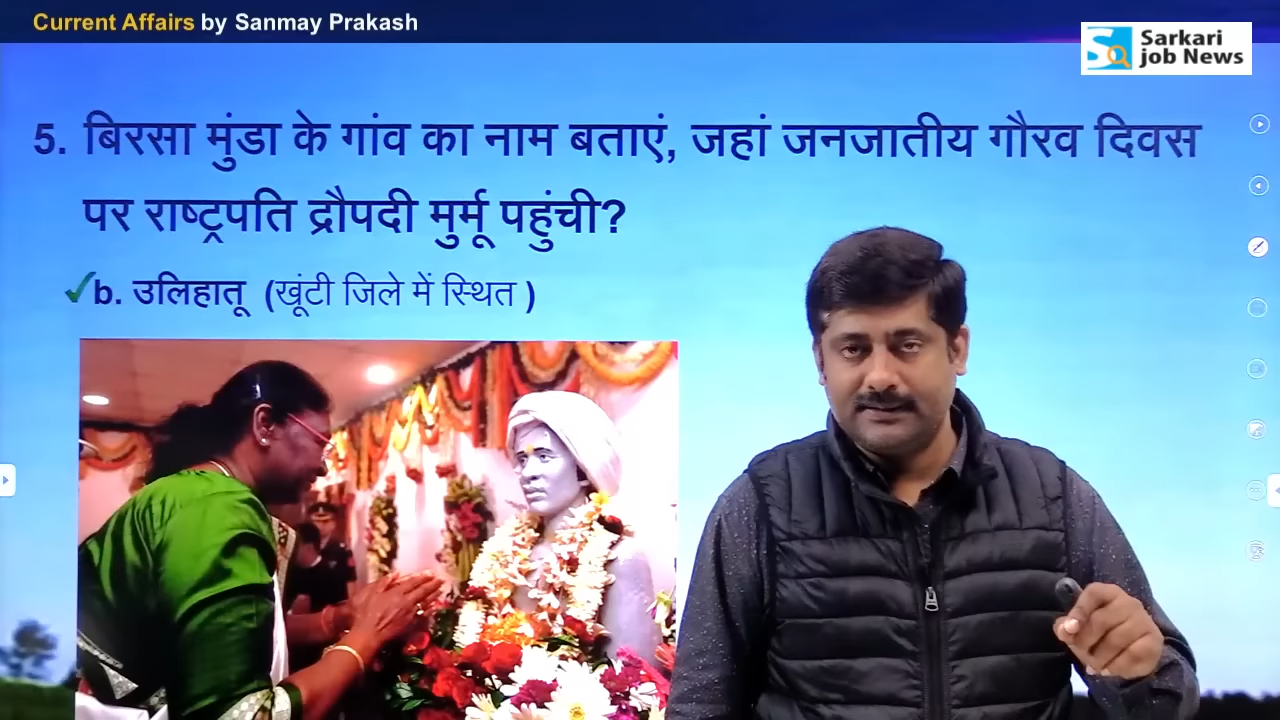 Current Affairs by Sanmay Prakash
Sarkari
job News
5. बिरसा मुंडा के गांव का नाम बताएं, जहां जनजातीय गौरव दिवस
पर राष्ट्रपति द्रौपदी मुर्मू पहुंची?
b. उलिहातू (खूंटी जिले में स्थित )